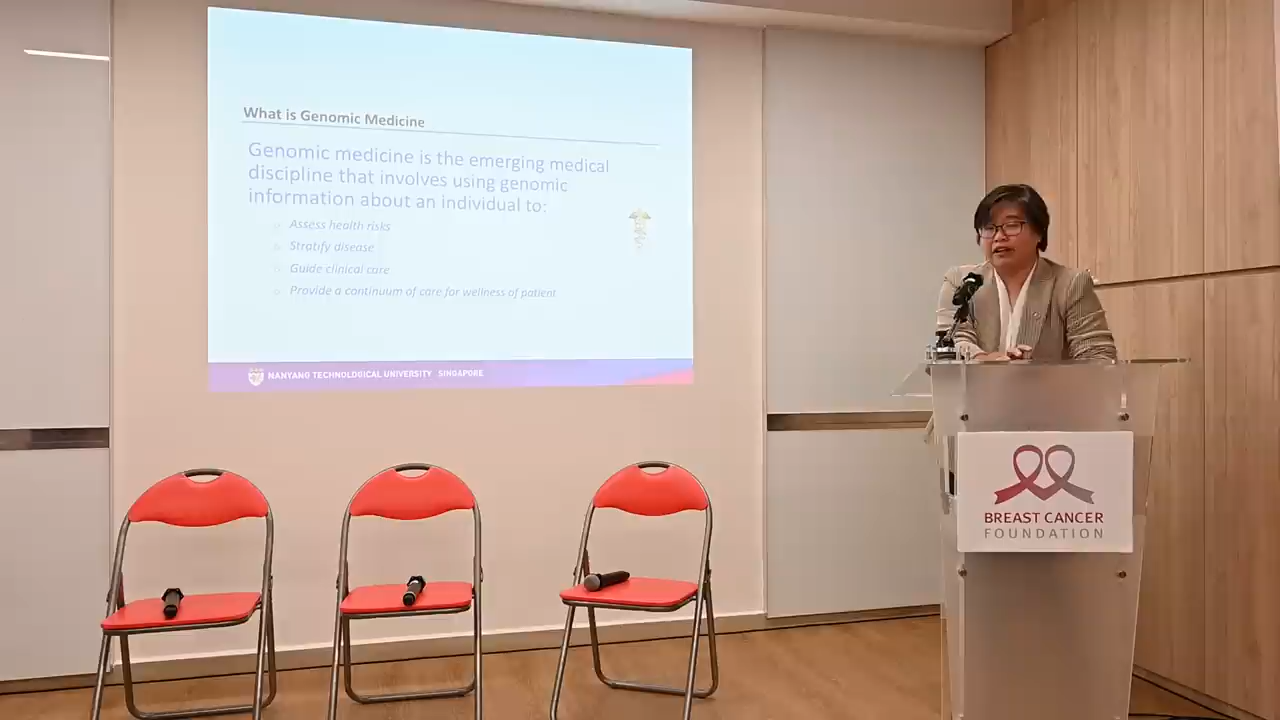 What is Genomic Medicine
Genomic medicine is the emerging medical
discipline that involves using genomic
information about an individual to:
Assess health risks
Stratify disease
Guide clinical care
Provide a continuum of care for wellness of patient
NANYANG TECHNOLOGICAL UNIVERSITY SINGAPORE
BREAST CANCER
FOUNDATION